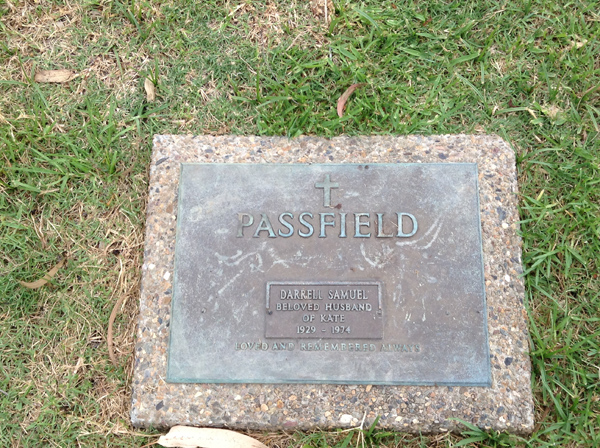 PASSFIELD
DARRELL SAMUEL
BELOVED HUSBAND
OF KATE
1929 - 1974
LOVED AND REMEMBERED ALWAYS